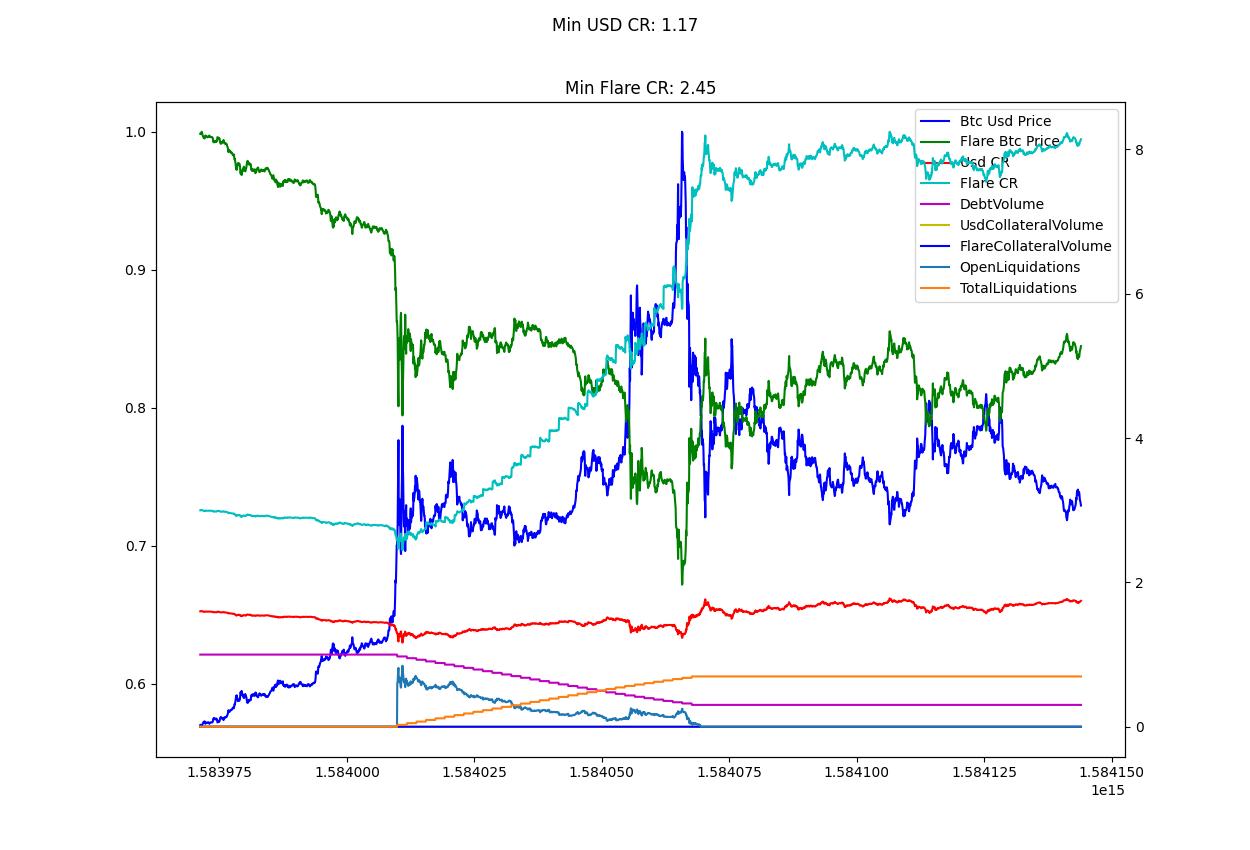 Min USD CR: 1.17
Min Flare CR: 2.45
1.0
0.9
0.8
0.7
0.6
8
6
4
2
0
Btc Usd Price
Flare Btc Price
Usd CR
Flare CR
DebtVolume
UsdCollateralVolume
FlareCollateralVolume
OpenLiquidations
TotalLiquidations
1.583975 1.584000 1.584025 1.584050 1.584075 1.584100 1.584125 1.584150
1e15